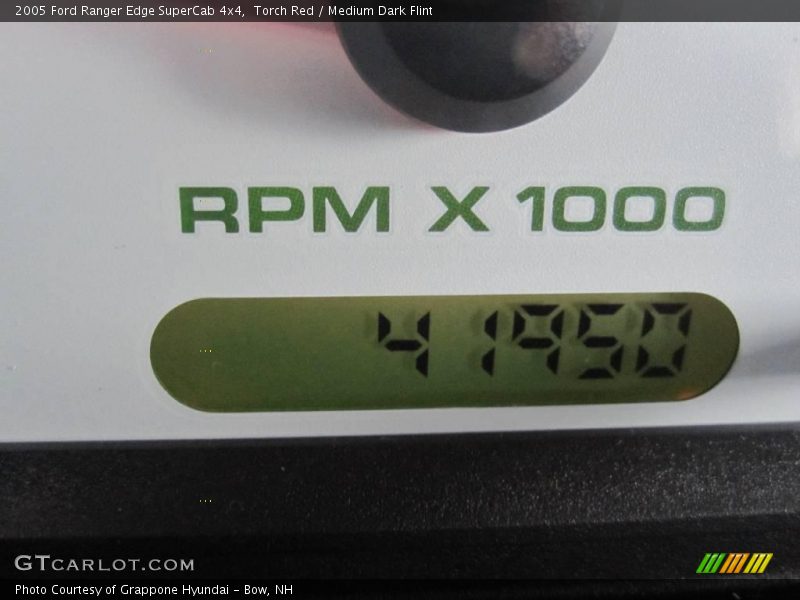 2005 Ford Ranger Edge SuperCab 4x4,  Torch Red / Medium Dark Flint
RPM X 1000
41950
GTCARLOT.COM
Photo Courtesy of Grappone Hyundai - Bow, NH